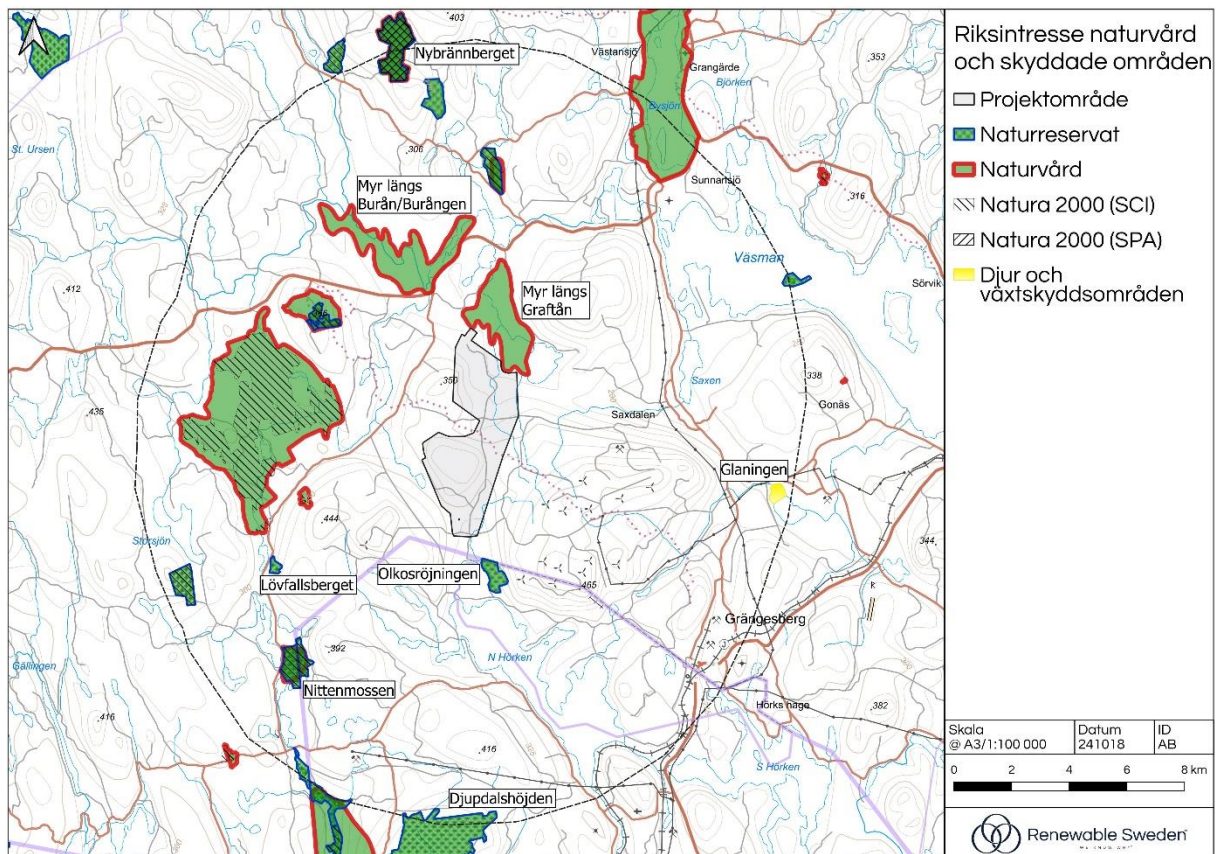 403
Nybrännberget
Västansjö
Grangärde
Björken
353
Bysjön
St. Ursen
306
Sunnansjö
316
Myr längs
Burån/Burången
Väsman
Sörvik
412
Myr längs
Graftån
350
338
Saxen
Gonäs
Saxdalen
435
Glaningen
444
Storsjön
344
Olkosröjningen
Lövfallsberget
465
Grängesberg
392
N Hörken
Gällingen
Nittenmossen
Hörks hage
382
416
416
S Hörken
Djupdalshöjden
Riksintresse naturvård
och skyddade områden
Projektområde
Naturreservat
Naturvård
Natura 2000 (SCI)
Natura 2000 (SPA)
Djur och
växtskyddsområden
Skala Datum ID
@ A3/1:100 000 241018 AB
0 2 4 6 8 km
Renewable Sweden